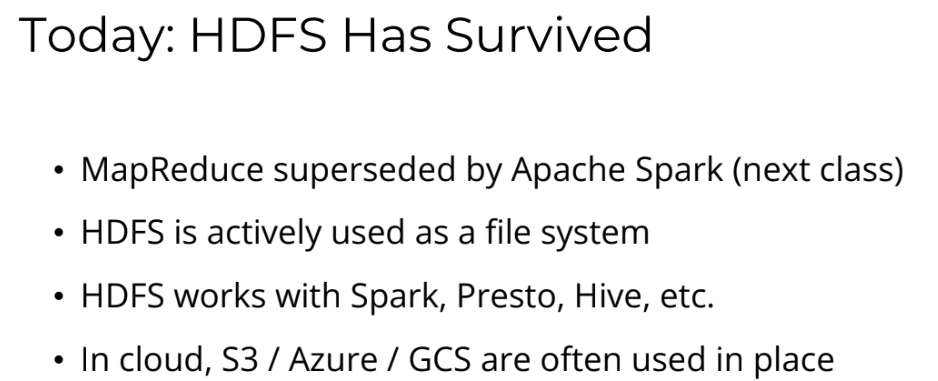 Today: HDFS Has Survived
• MapReduce superseded by Apache Spark (next class)
• HDFS is actively used as a file system
• HDFS works with Spark, Presto, Hive, etc.
• In cloud, S3 / Azure / GCS are often used in place